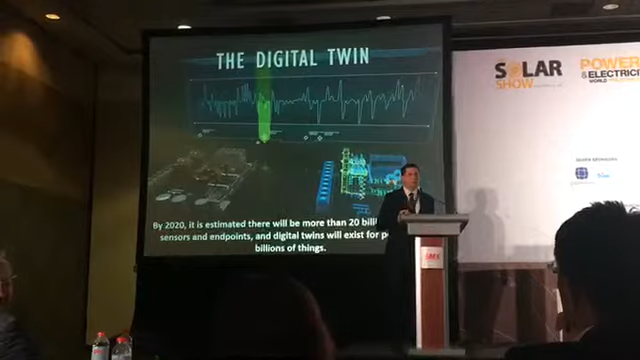 THE DIGITAL TWIN
By 2020, it is estimated there will be more than 20
sensors and endpoints, and digital twins will exist for
billions of things.
SOLAR
SHOW
POWER
& ELECTRICI
WORLD